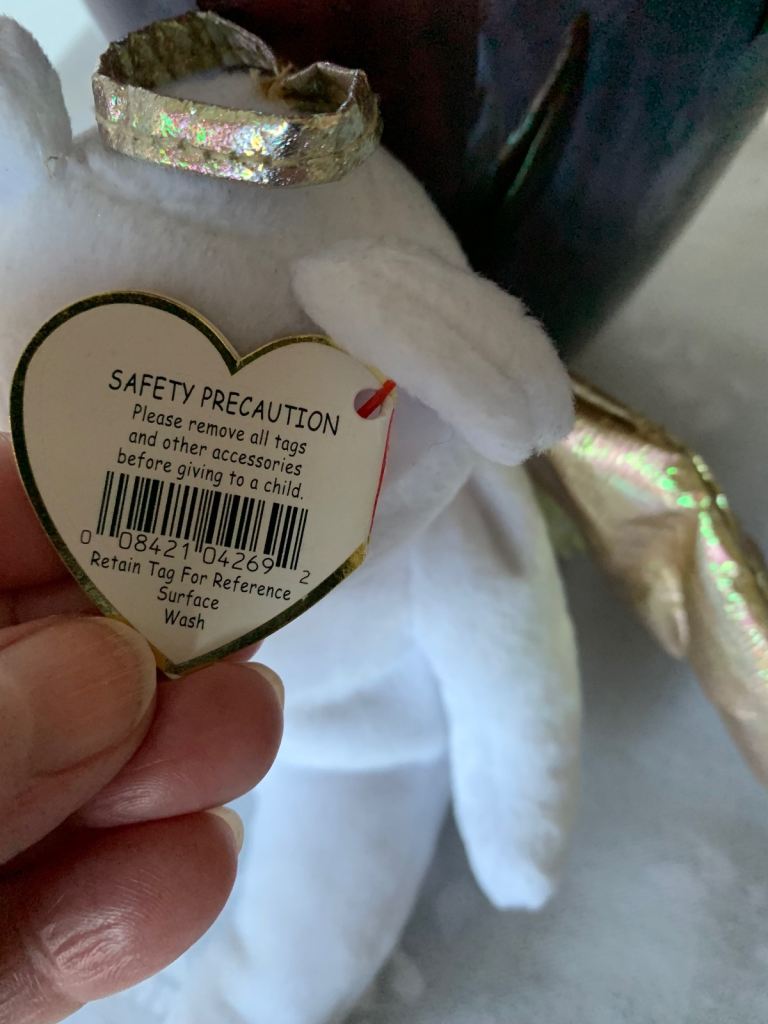 SAFETY PRECAUTION
Please remove all tags
and other accessories
before giving to a child.
0 08421 04269 2
Retain Tag For Reference
Surface
Wash